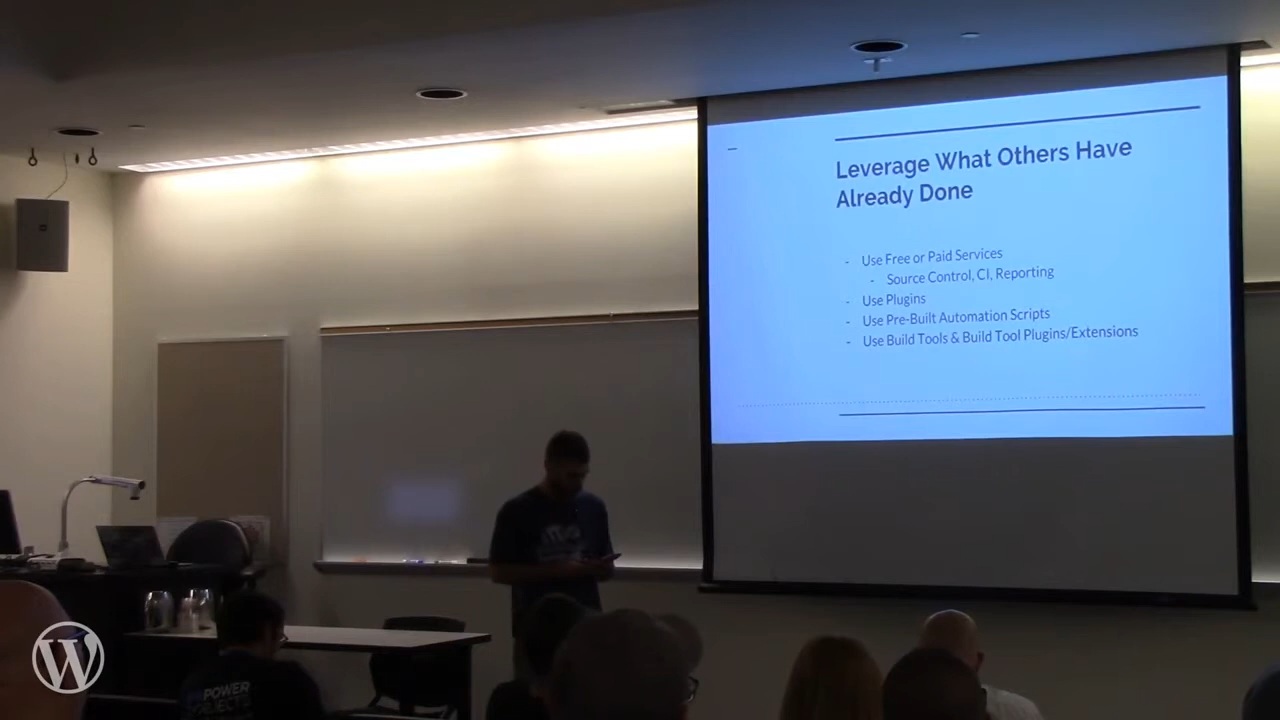 Leverage What Others Have
Already Done
- Use Free or Paid Services
- Source Control, CI, Reporting
- Use Plugins
- Use Pre-Built Automation Scripts
- Use Build Tools & Build Tool Plugins/Extensions
POWER